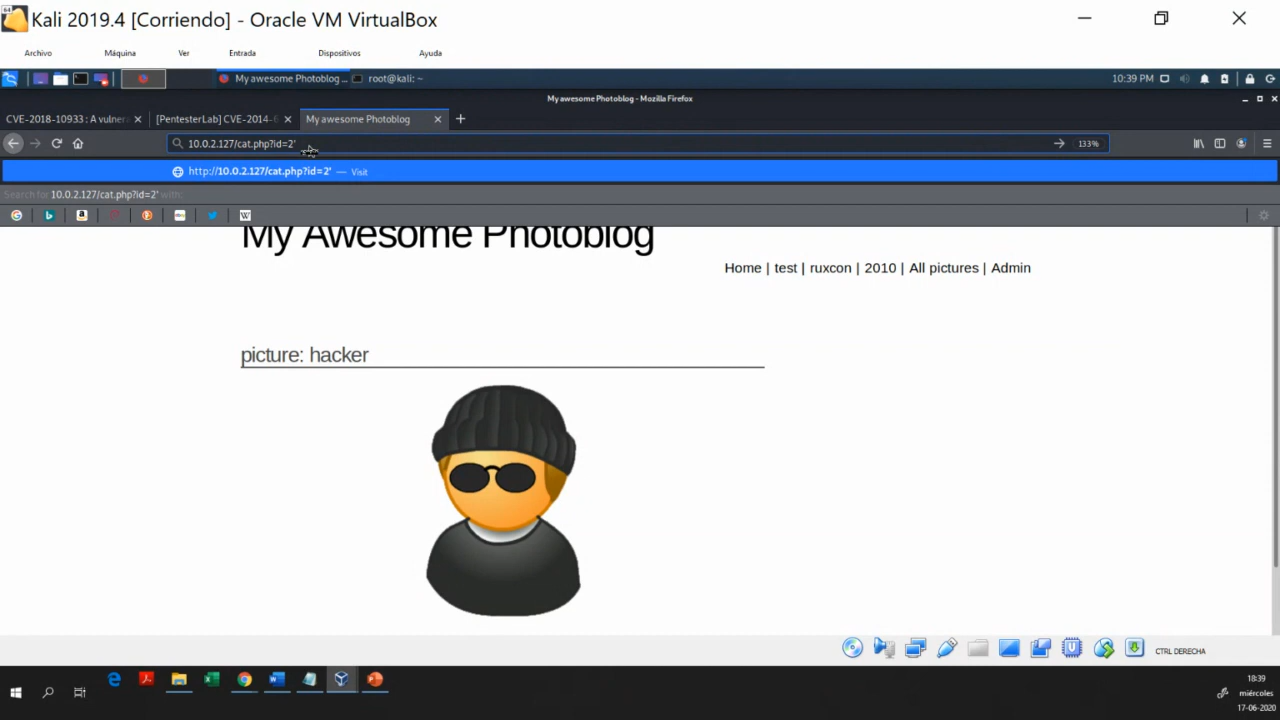 Kali 2019.4 [Corriendo] - Oracle VM VirtualBox
Archivo Máquina Ver Entrada Dispositivos Ayuda
My awesome Photoblog ... root@kali: ~ 10:39 PM
My awesome Photoblog - Mozilla Firefox
CVE-2018-10933 : A vulnera [PentesterLab] CVE-2014-6 My awesome Photoblog
10.0.2.127/cat.php?id=2' 133%
http://10.0.2.127/cat.php?id=2' — Visit
Search for 10.0.2.127/cat.php?id=2' with:
My Awesome Photoblog
Home | test | ruxcon | 2010 | All pictures | Admin
picture: hacker
CTRL DERECHA
18:39
miércoles
17-06-2020